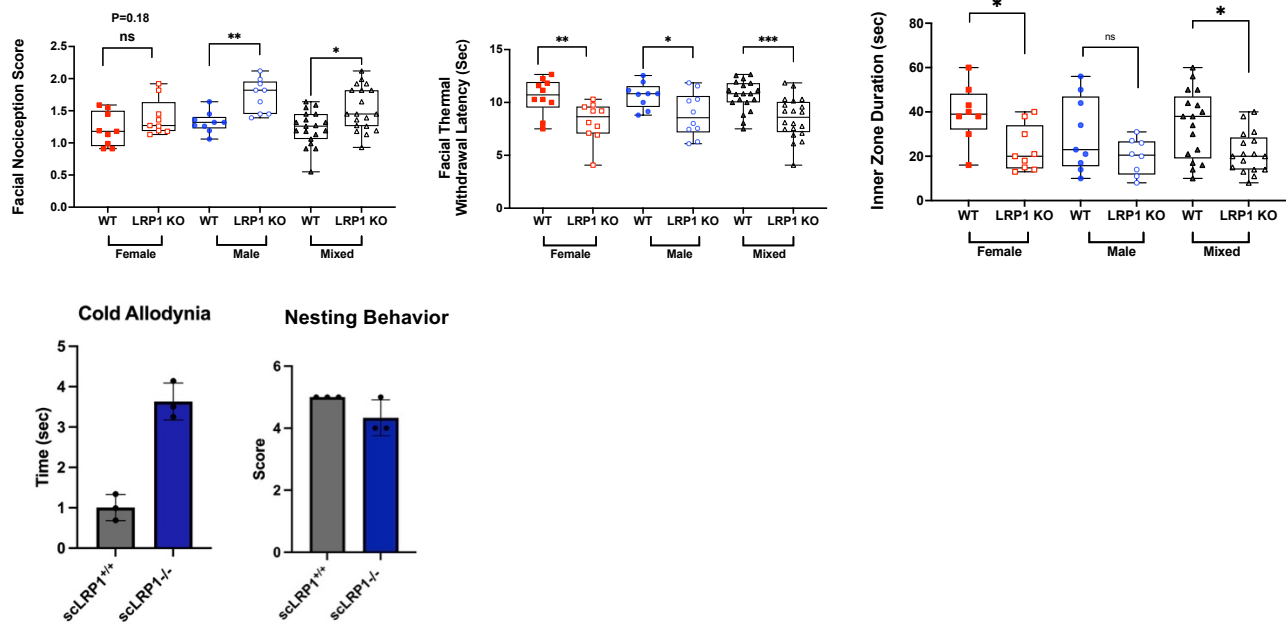 P=0.18
ns
**
*
Facial Nociception Score
2.5
2.0
1.5
1.0
0.5
0.0
WT LRP1 KO WT LRP1 KO WT LRP1 KO
Female Male Mixed
**
*
***
Facial Thermal
Withdrawal Latency (Sec)
15
10
5
0
WT LRP1 KO WT LRP1 KO WT LRP1 KO
Female Male Mixed
*
ns
*
Inner Zone Duration (sec)
80
60
40
20
0
WT LRP1 KO WT LRP1 KO WT LRP1 KO
Female Male Mixed
Cold Allodynia
Time (sec)
5
4
3
2
1
0
scLRP1+/+
scLRP1-/-
Nesting Behavior
Score
6
4
2
0
scLRP1+/+
scLRP1-/-